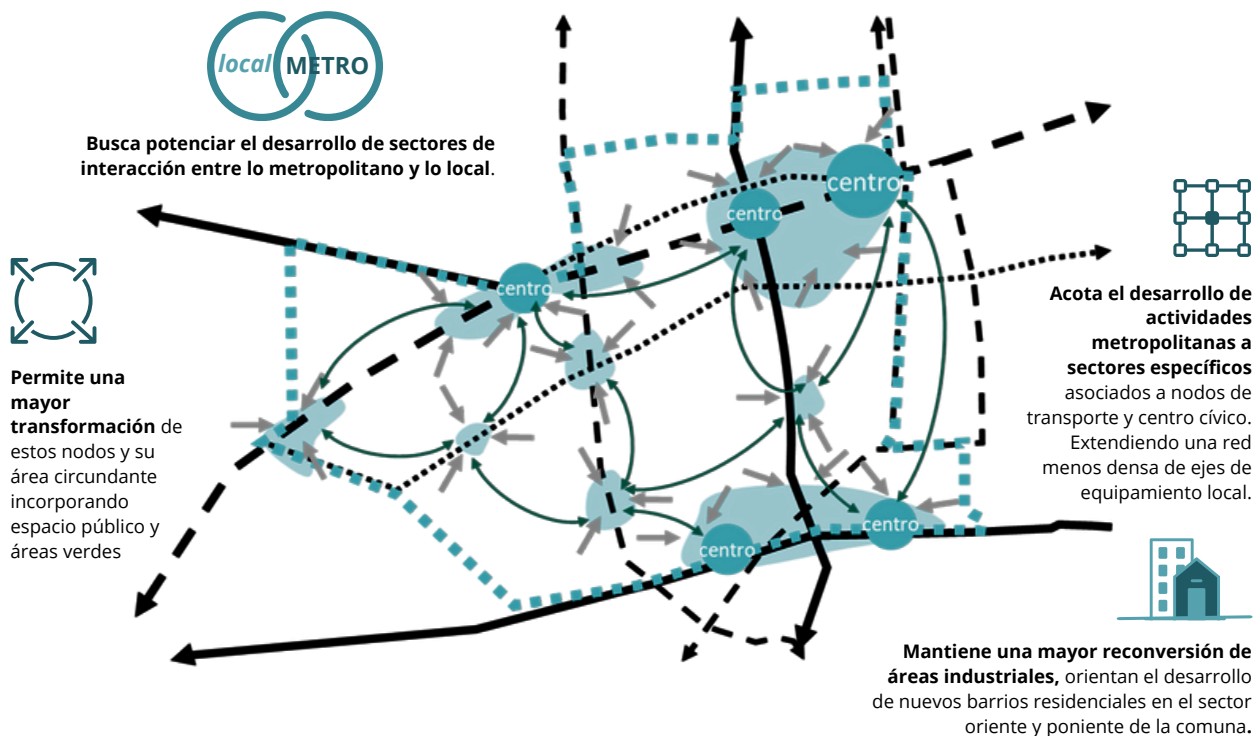 local METRO
Busca potenciar el desarrollo de sectores de
interacción entre lo metropolitano y lo local.
centro
centro
centro
centro
centro
Permite una
mayor
transformación de
estos nodos y su
área circundante
incorporando
espacio público y
áreas verdes
Acota el desarrollo de
actividades
metropolitanas a
sectores específicos
asociados a nodos de
transporte y centro cívico.
Extendiendo una red
menos densa de ejes de
equipamiento local.
Mantiene una mayor reconversión de
áreas industriales, orientan el desarrollo
de nuevos barrios residenciales en el sector
oriente y poniente de la comuna.